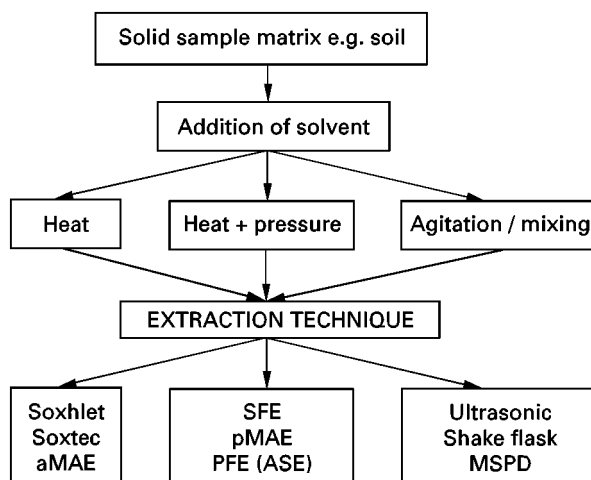 Solid sample matrix e.g. soil
Addition of solvent
Heat
Heat + pressure
Agitation / mixing
EXTRACTION TECHNIQUE
Soxhlet
Soxtec
aMAE
SFE
pMAE
PFE (ASE)
Ultrasonic
Shake flask
MSPD